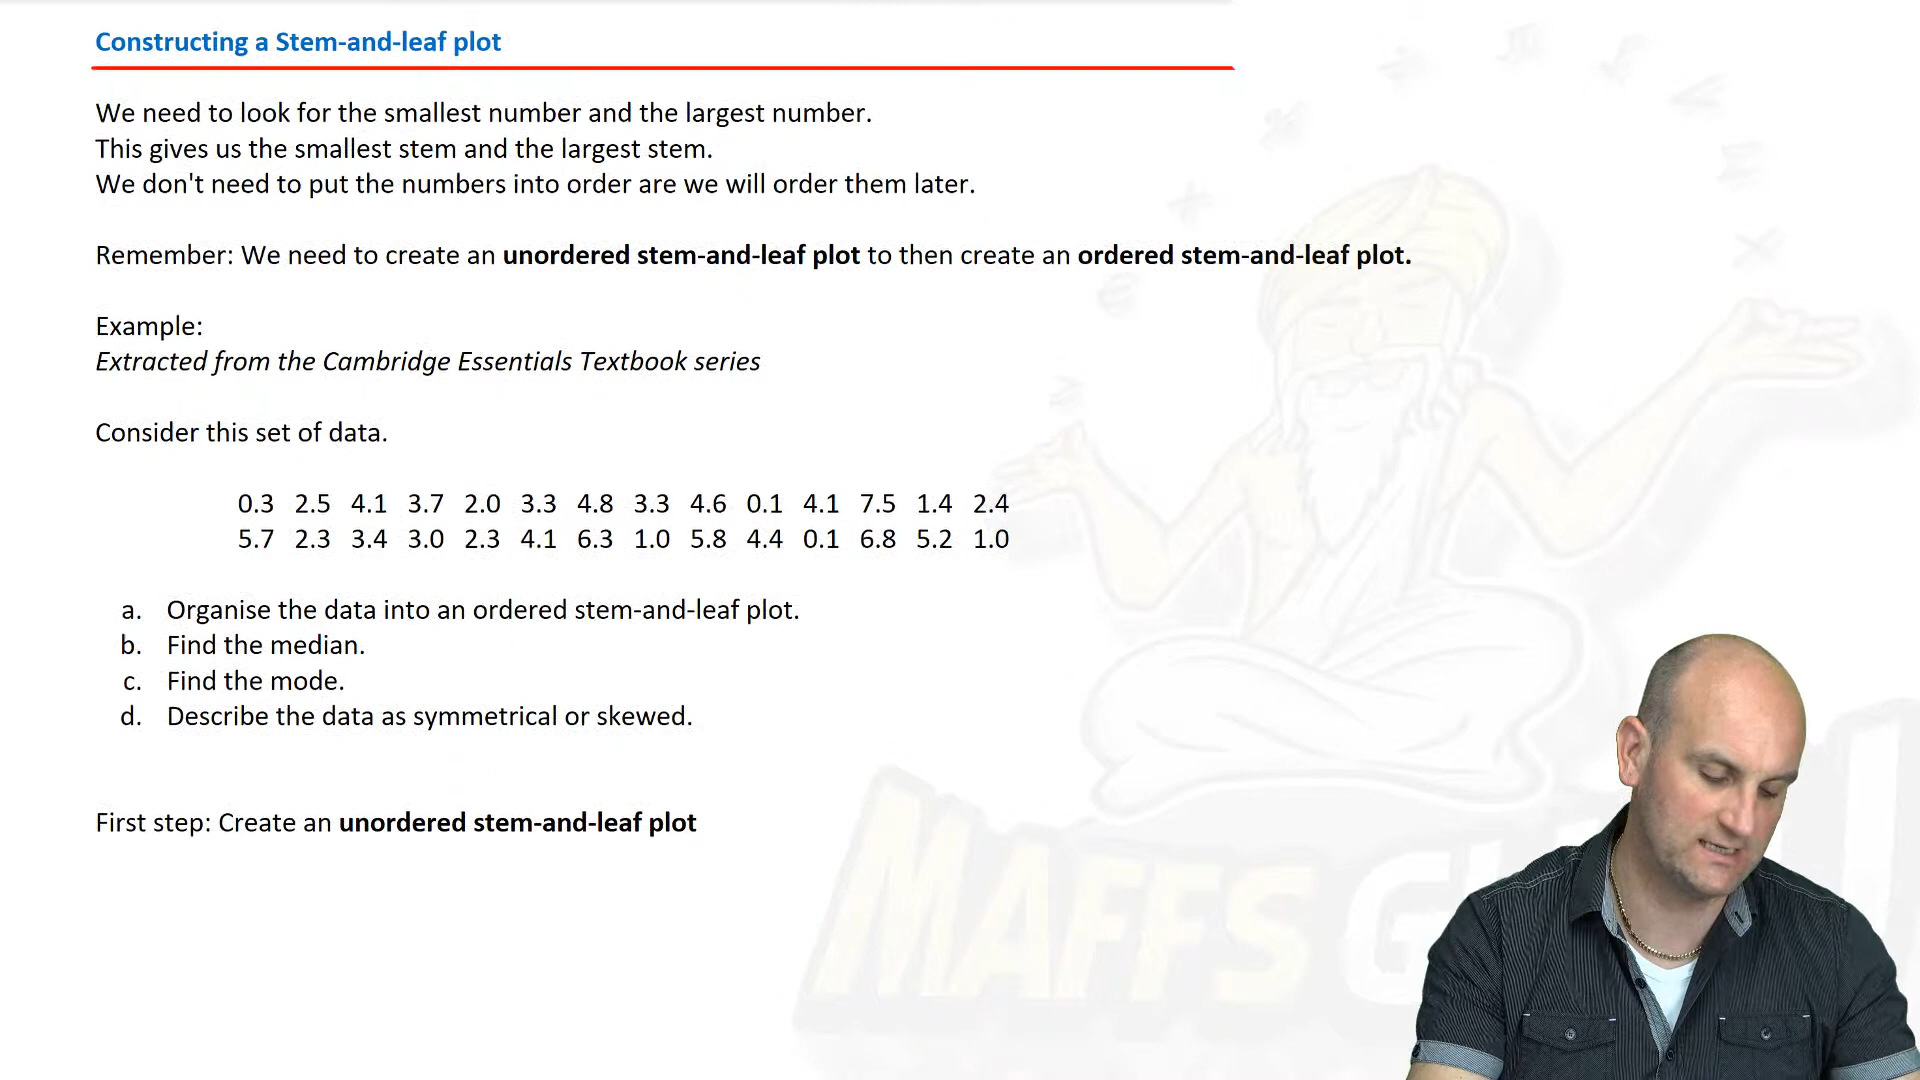 Constructing a Stem-and-leaf plot
We need to look for the smallest number and the largest number.
This gives us the smallest stem and the largest stem.
We don't need to put the numbers into order are we will order them later.
Remember: We need to create an unordered stem-and-leaf plot to then create an ordered stem-and-leaf plot.
Example:
Extracted from the Cambridge Essentials Textbook series
Consider this set of data.
0.3 2.5 4.1 3.7 2.0 3.3 4.8 3.3 4.6 0.1 4.1 7.5 1.4 2.4
5.7 2.3 3.4 3.0 2.3 4.1 6.3 1.0 5.8 4.4 0.1 6.8 5.2 1.0
a. Organise the data into an ordered stem-and-leaf plot.
b. Find the median.
c. Find the mode.
d. Describe the data as symmetrical or skewed.
First step: Create an unordered stem-and-leaf plot
MAFFS